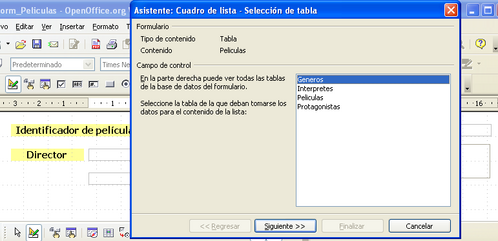 orm_Peliculas - OpenOffice.org
Asistente: Cuadro de lista - Selección de tabla
vo Editar Ver Insertar Formato
Formulario
Tipo de contenido Tabla
Contenido Peliculas
Predeterminado Times Ne
Campo de control
En la parte derecha puede ver todas las tablas
de la base de datos del formulario.
Seleccione la tabla de la que deban tomarse los
datos para el contenido de la lista:
Generos
Interpretes
Peliculas
Protagonistas
Identificador de película
Director
<< Regresar Siguiente >> Finalizar Cancelar